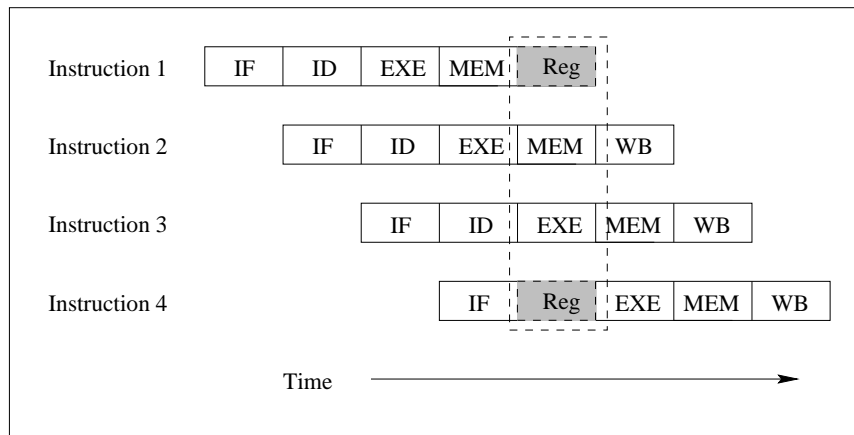 Instruction 1 IF ID EXE MEM Reg
Instruction 2 IF ID EXE MEM WB
Instruction 3 IF ID EXE MEM WB
Instruction 4 IF Reg EXE MEM WB
Time